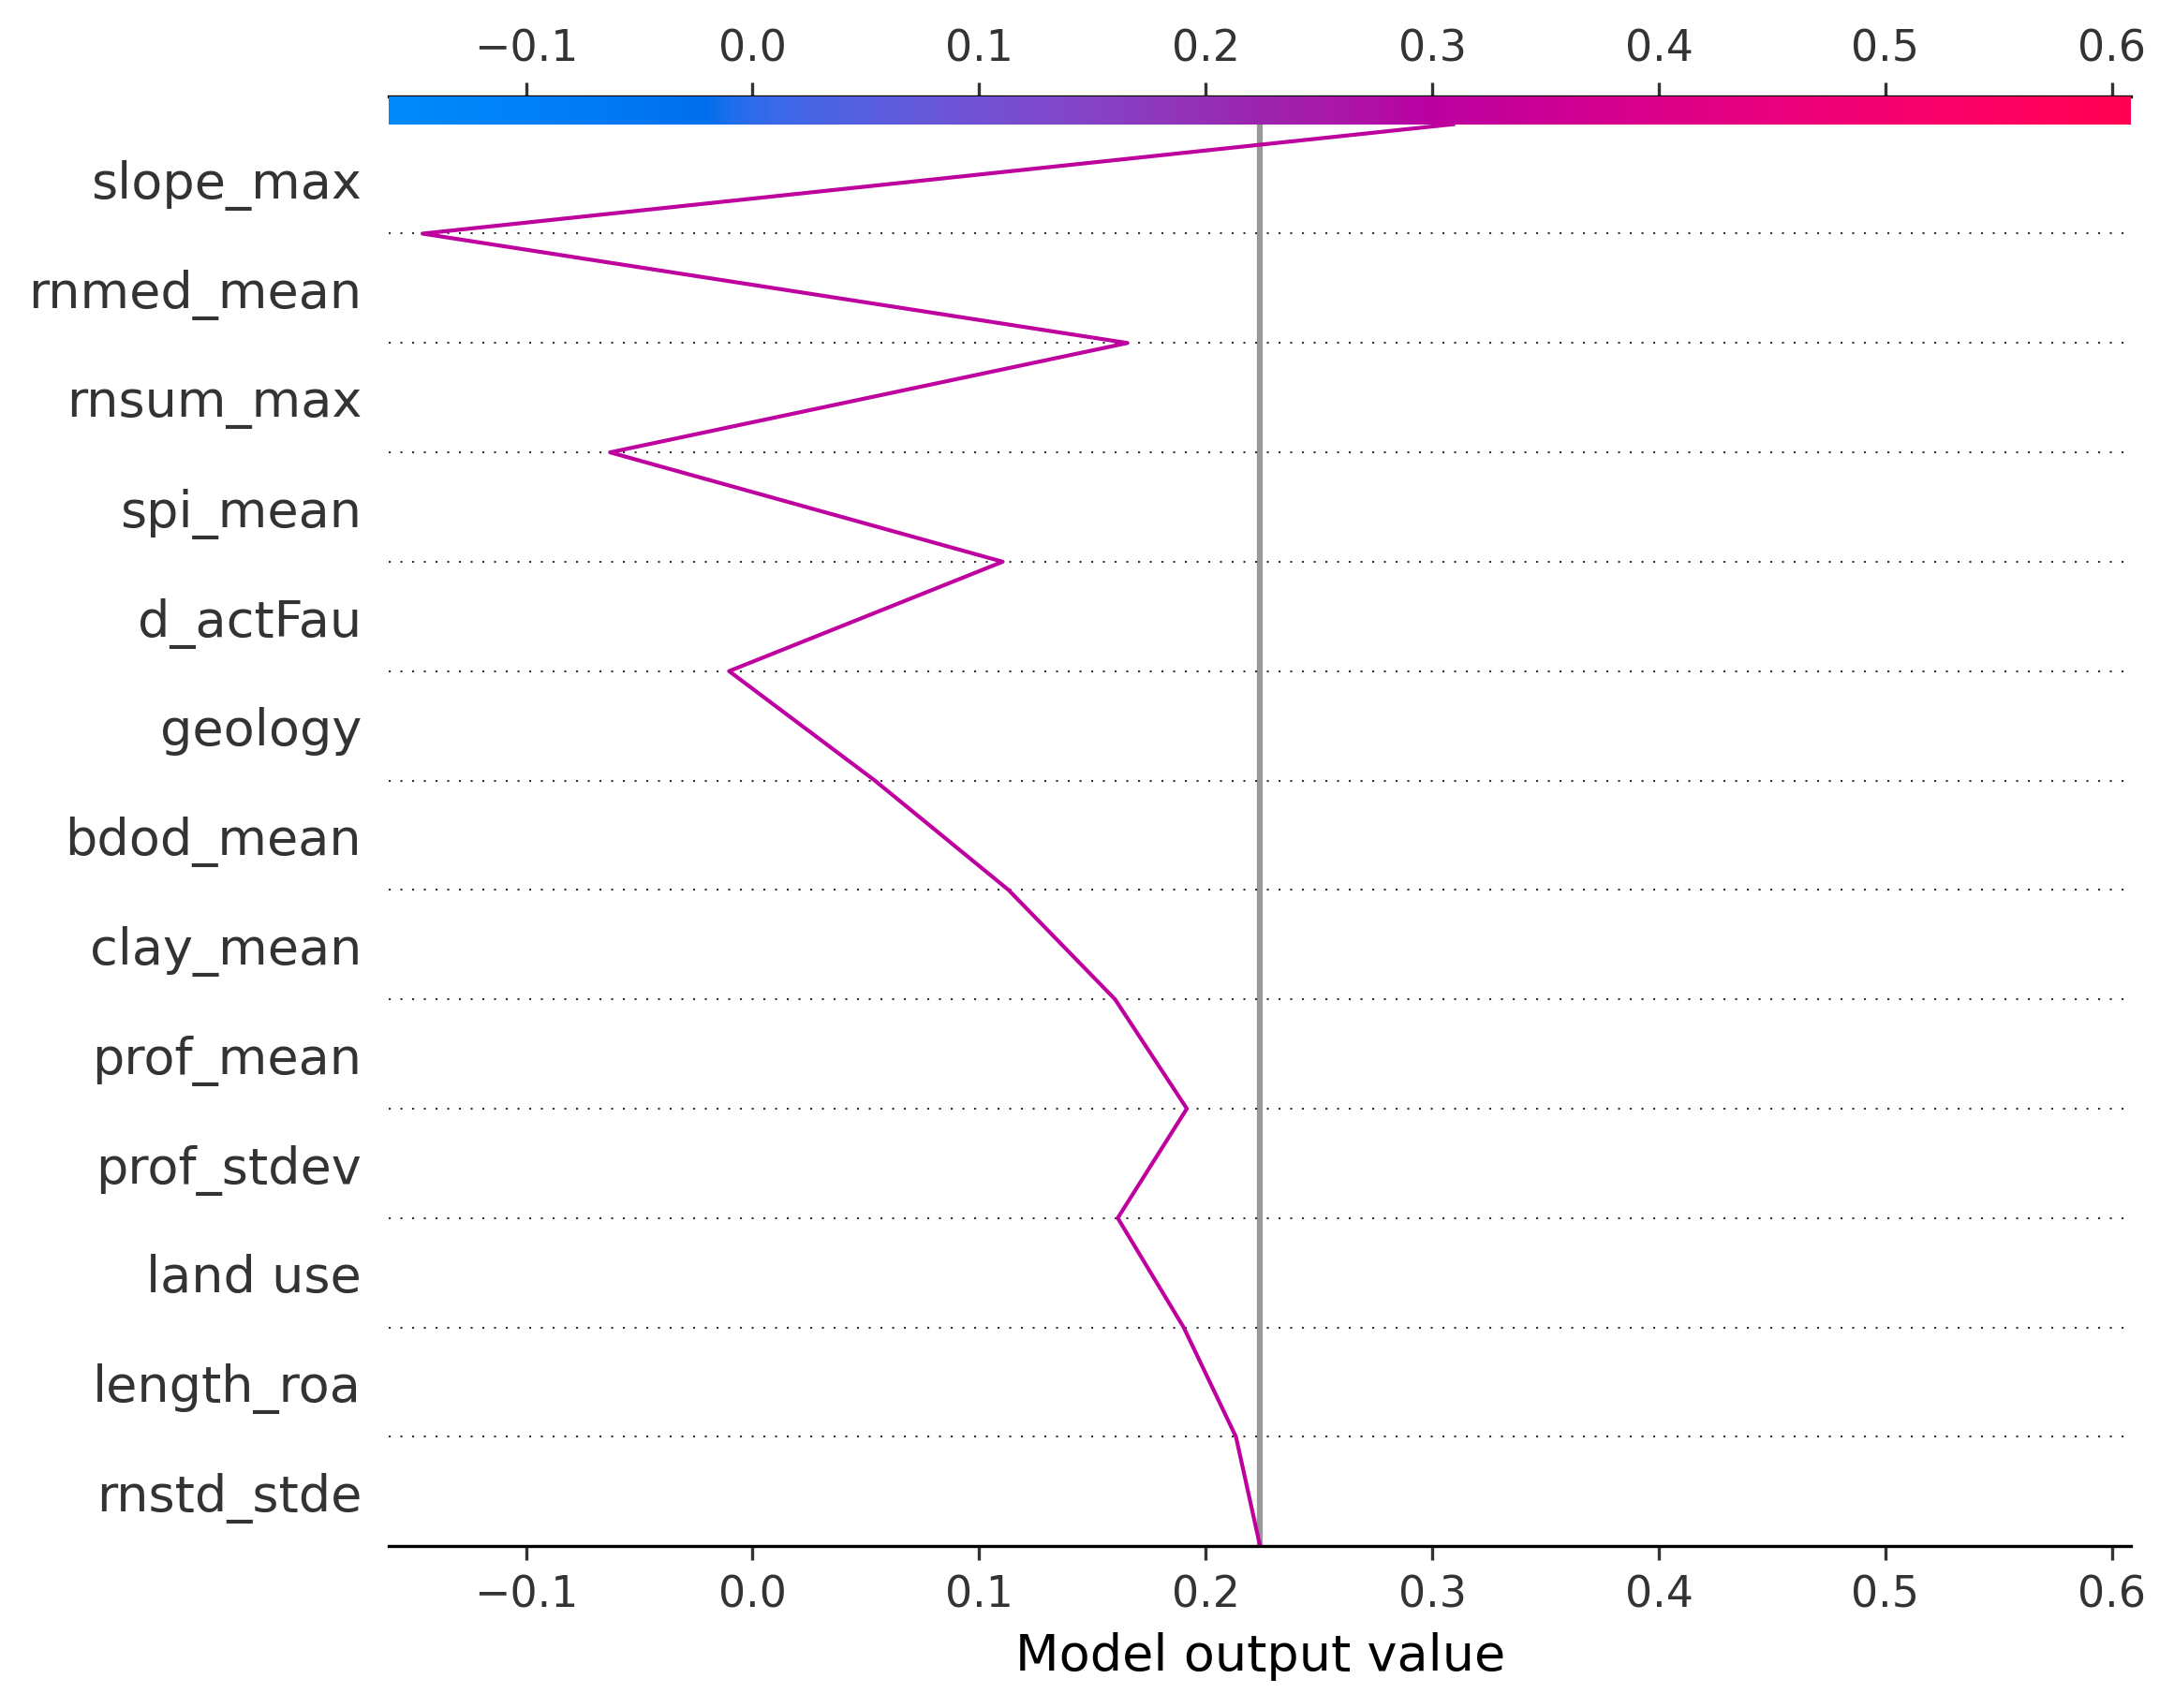 −0.1 0.0 0.1 0.2 0.3 0.4 0.5 0.6
slope_max
rnmed_mean
rnsum_max
spi_mean
d_actFau
geology
bdod_mean
clay_mean
prof_mean
prof_stdev
land use
length_roa
rnstd_stde
−0.1 0.0 0.1 0.2 0.3 0.4 0.5 0.6
Model output value